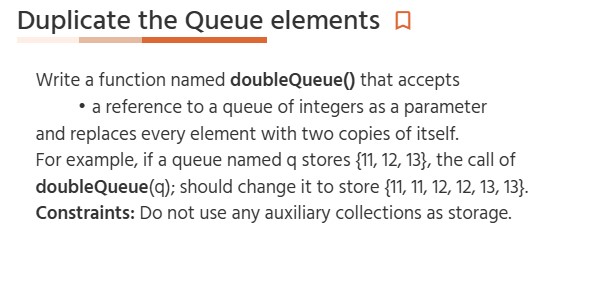 Duplicate the Queue elements
Write a function named doubleQueue() that accepts
• a reference to a queue of integers as a parameter
and replaces every element with two copies of itself.
For example, if a queue named q stores {11, 12, 13}, the call of
doubleQueue(q); should change it to store {11, 11, 12, 12, 13, 13}.
Constraints: Do not use any auxiliary collections as storage.